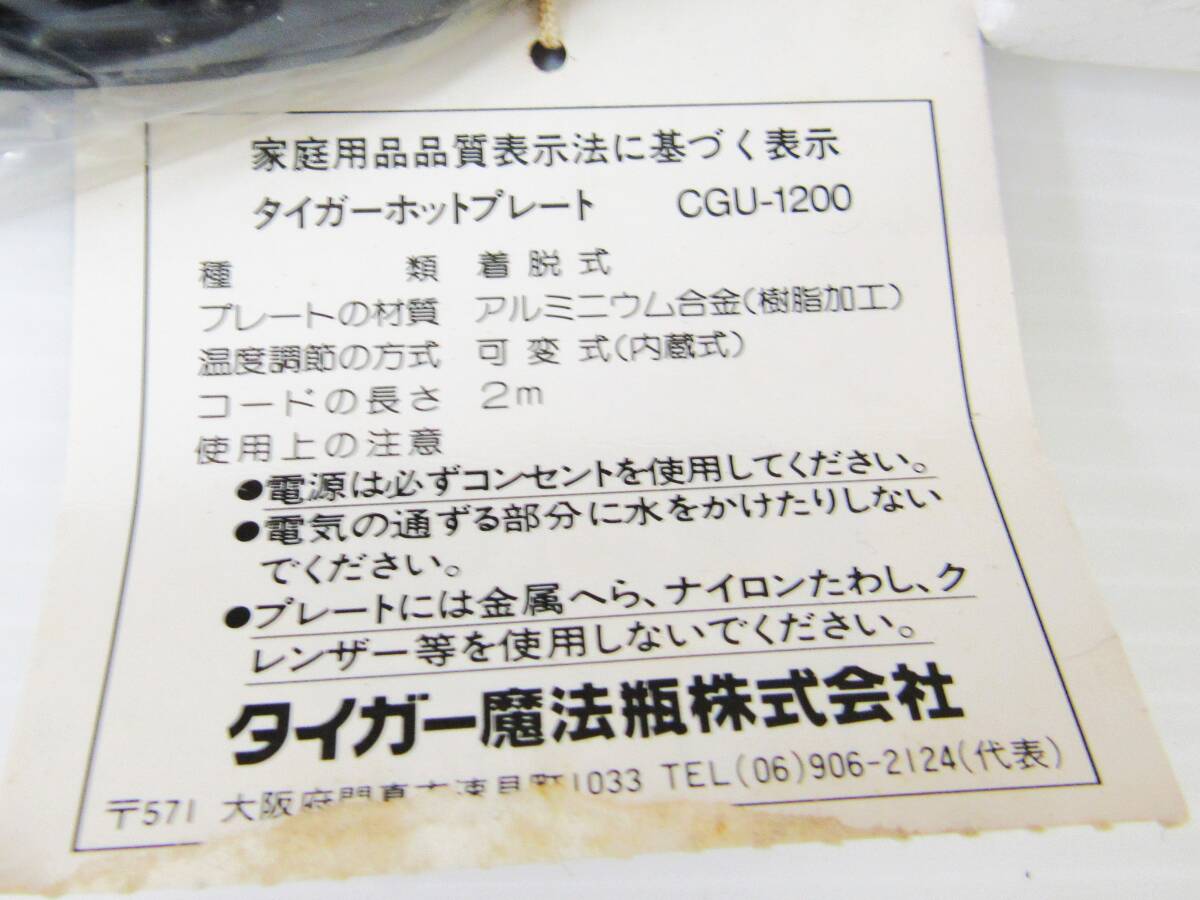 家庭用品品質表示法に基づく表示
タイガーホットプレート CGU-1200
種 類 着脱式
プレートの材質 アルミニウム合金(樹脂加工)
温度調節の方式 可変式(内蔵式)
コードの長さ 2m
使用上の注意
●電源は必ずコンセントを使用してください。
●電気の通ずる部分に水をかけたりしない
でください。
●プレートには金属へら、ナイロンたわし、ク
レンザー等を使用しないでください。
タイガー魔法瓶株式会社
〒571 大阪府門真市速見町1033 TEL(06)906-2124(代表)